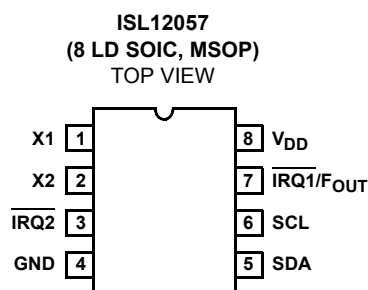 ISL12057
(8 LD SOIC, MSOP)
TOP VIEW
X1 1 8 VDD
X2 2 7 IRQ1/FOUT
IRQ2 3 6 SCL
GND 4 5 SDA